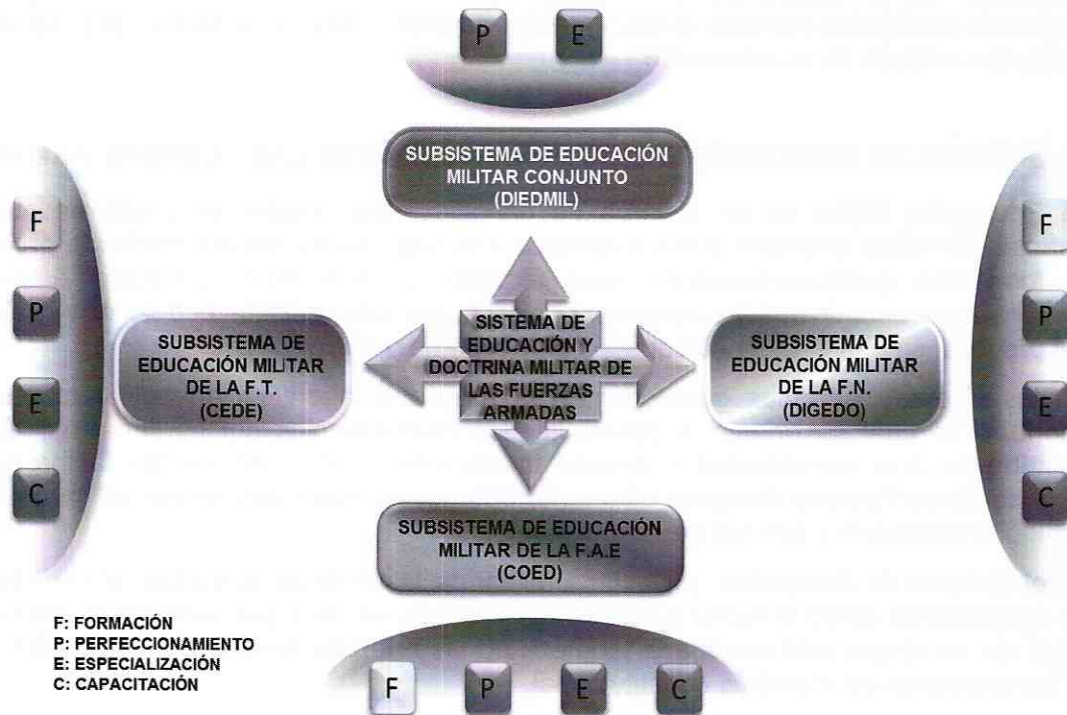 P E
SUBSISTEMA DE EDUCACIÓN
MILITAR CONJUNTO
(DIEDMIL)
F
P
E
C
SUBSISTEMA DE
EDUCACIÓN MILITAR
DE LA F.T.
(CEDE)
SISTEMA DE
EDUCACIÓN Y
DOCTRINA MILITAR DE
LAS FUERZAS
ARMADAS
SUBSISTEMA DE
EDUCACIÓN MILITAR
DE LA F.N.
(DIGEDO)
F
P
E
C
SUBSISTEMA DE EDUCACIÓN
MILITAR DE LA F.A.E
(COED)
F: FORMACIÓN
P: PERFECCIONAMIENTO
E: ESPECIALIZACIÓN
C: CAPACITACIÓN
F P E C